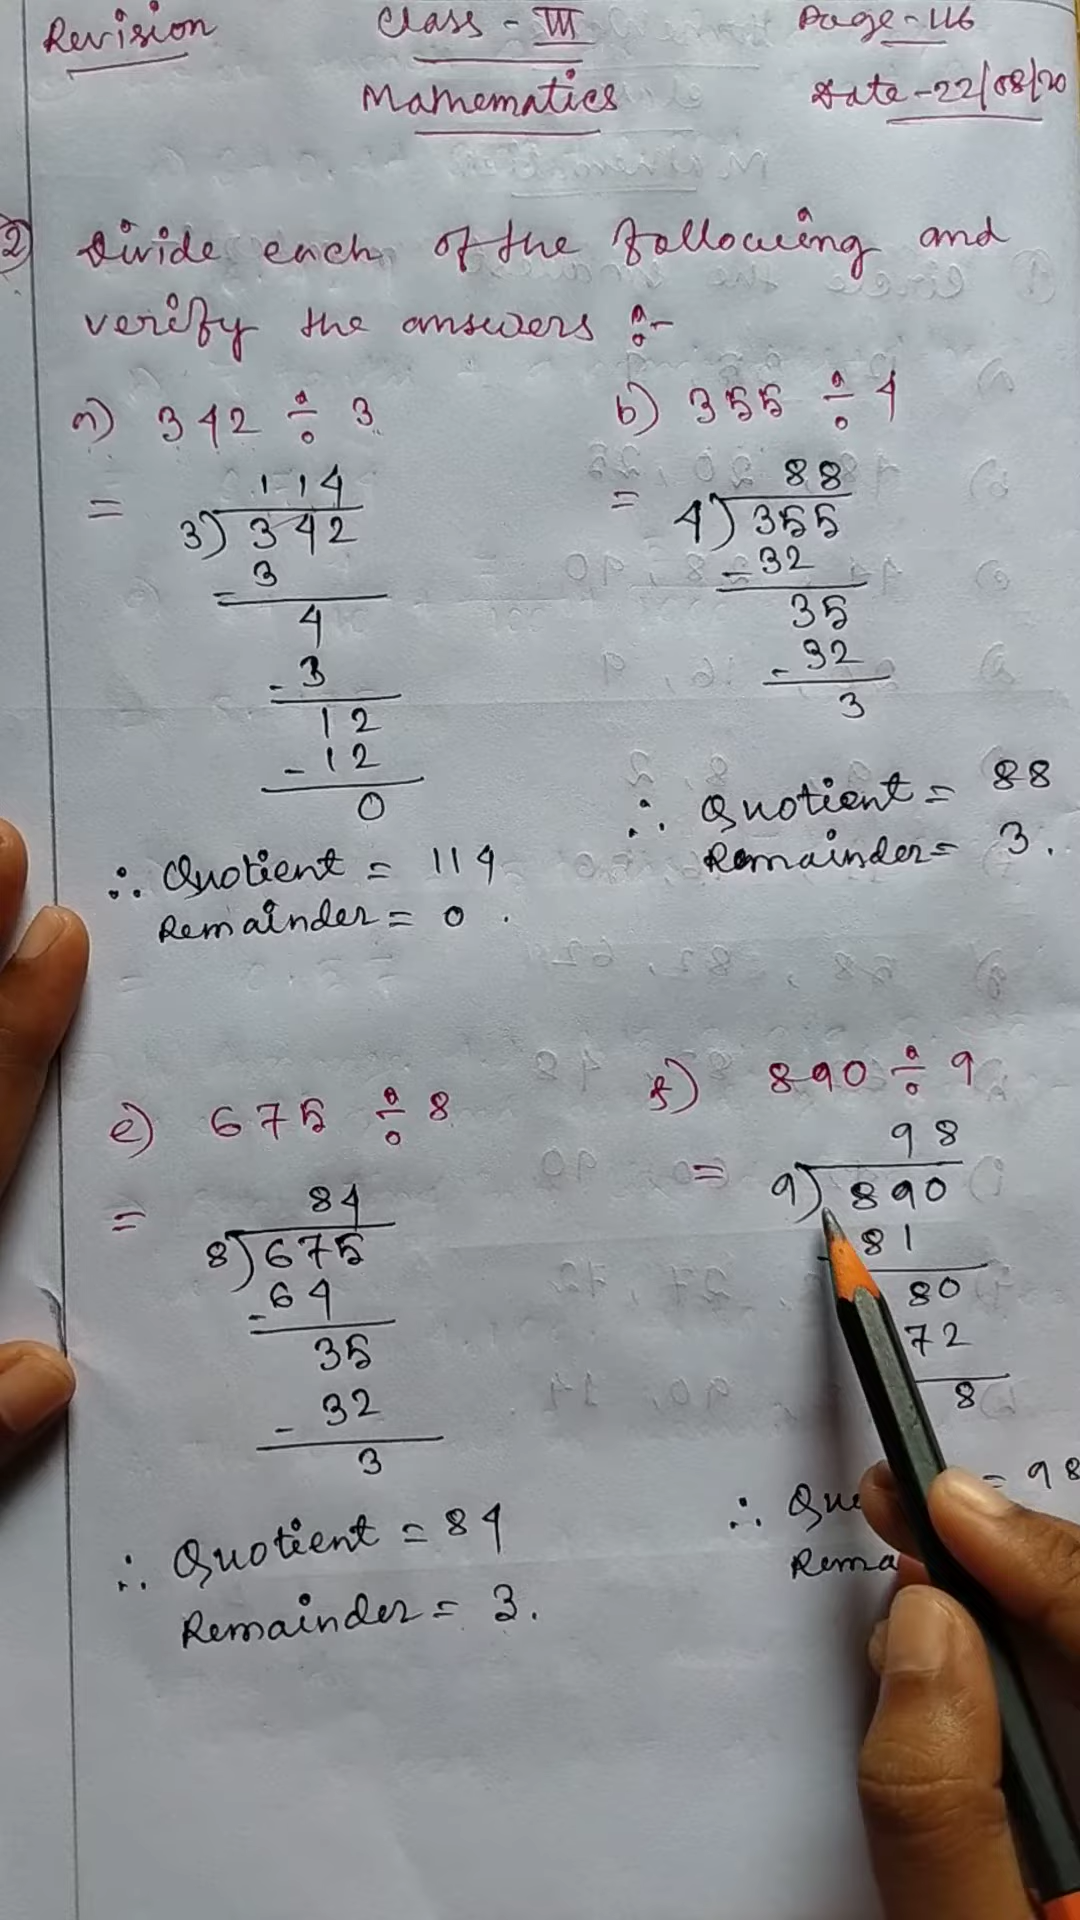 Revision Class - III Page - 116
Mathematics Date - 22/08/20
2) Divide each of the following and
verify the answers :-
a) 342 ÷ 3 b) 355 ÷ 4
= 114 = 88
3) 342 4) 355
- 3 - 32
4 35
- 3 - 32
12 3
- 12
0
∴ Quotient = 114 ∴ Quotient = 88
Remainder = 0. Remainder = 3.
e) 675 ÷ 8 f) 890 ÷ 9
= 84 = 98
8) 675 9) 890
- 64 81
35 80
- 32 72
3 8
∴ Quotient = 84 ∴ Quo = 98
Remainder = 3. Rema